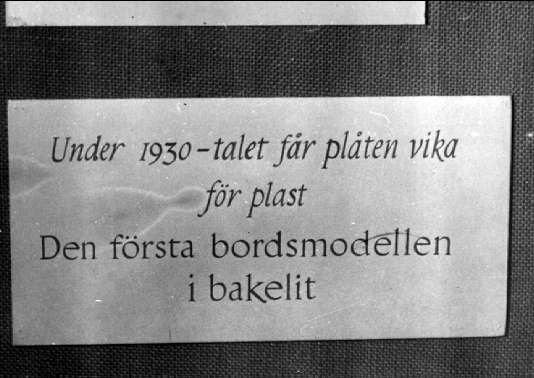 Under 1930-talet får plåten vika
för plast
Den första bordsmodellen
i bakelit